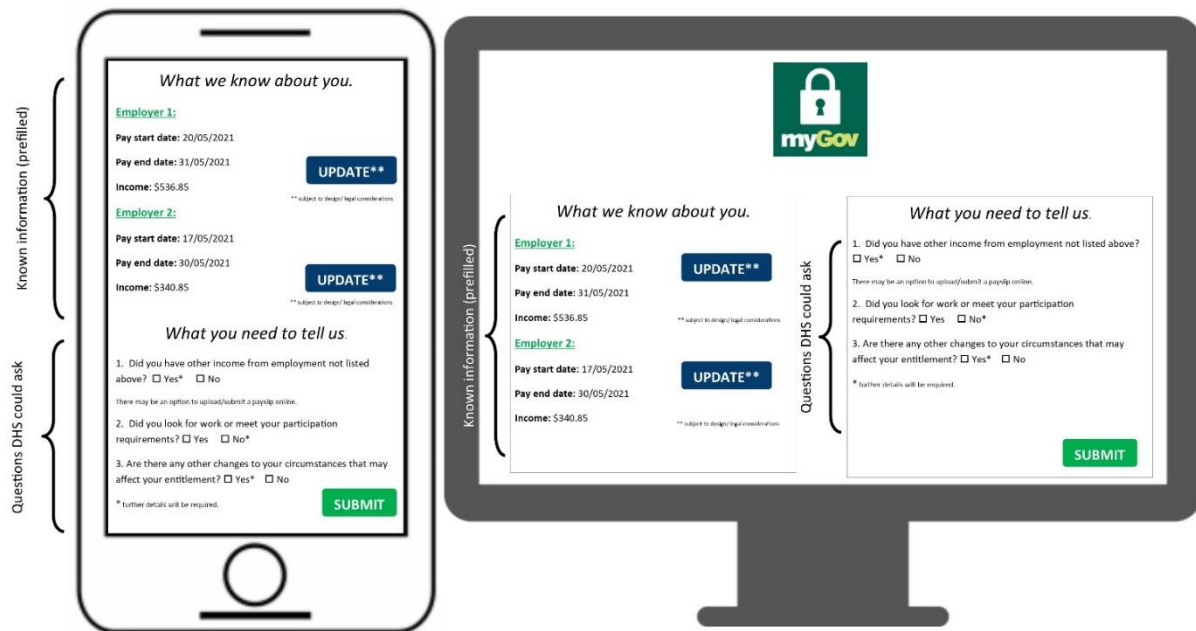 Known information (prefilled)
Questions DHS could ask
What we know about you.
Employer 1:
Pay start date: 20/05/2021
Pay end date: 31/05/2021
UPDATE**
Income: $536.85
** subject to design/ legal considerations
Employer 2:
Pay start date: 17/05/2021
Pay end date: 30/05/2021
UPDATE**
Income: $340.85
** subject to design/ legal considerations
What you need to tell us.
1. Did you have other income from employment not listed
above? ☐ Yes* ☐ No
There may be an option to upload/submit a payslip online.
2. Did you look for work or meet your participation
requirements? ☐ Yes ☐ No*
3. Are there any other changes to your circumstances that may
affect your entitlement? ☐ Yes* ☐ No
* further details will be required.
SUBMIT
myGov
Known information (prefilled)
What we know about you.
Employer 1:
Pay start date: 20/05/2021
UPDATE**
Pay end date: 31/05/2021
Income: $536.85
** subject to design/ legal considerations
Employer 2:
Pay start date: 17/05/2021
UPDATE**
Pay end date: 30/05/2021
Income: $340.85
** subject to design/ legal considerations
Questions DHS could ask
What you need to tell us.
1. Did you have other income from employment not listed above?
☐ Yes* ☐ No
There may be an option to upload/submit a payslip online.
2. Did you look for work or meet your participation
requirements? ☐ Yes ☐ No*
3. Are there any other changes to your circumstances that may
affect your entitlement? ☐ Yes* ☐ No
* further details will be required.
SUBMIT